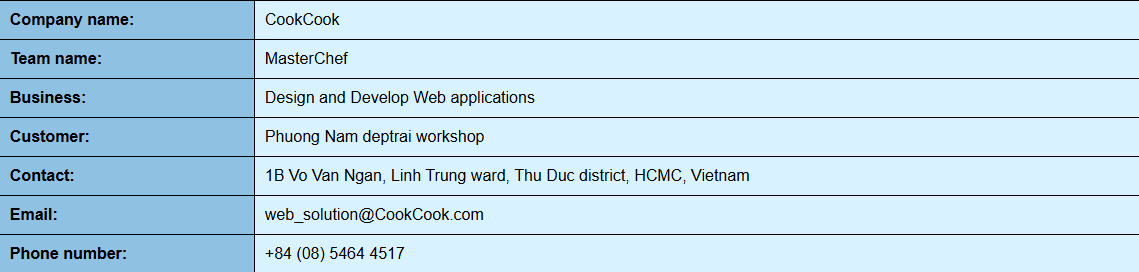 Company name: CookCook
Team name: MasterChef
Business: Design and Develop Web applications
Customer: Phuong Nam deptrai workshop
Contact: 1B Vo Van Ngan, Linh Trung ward, Thu Duc district, HCMC, Vietnam
Email: web_solution@CookCook.com
Phone number: +84 (08) 5464 4517